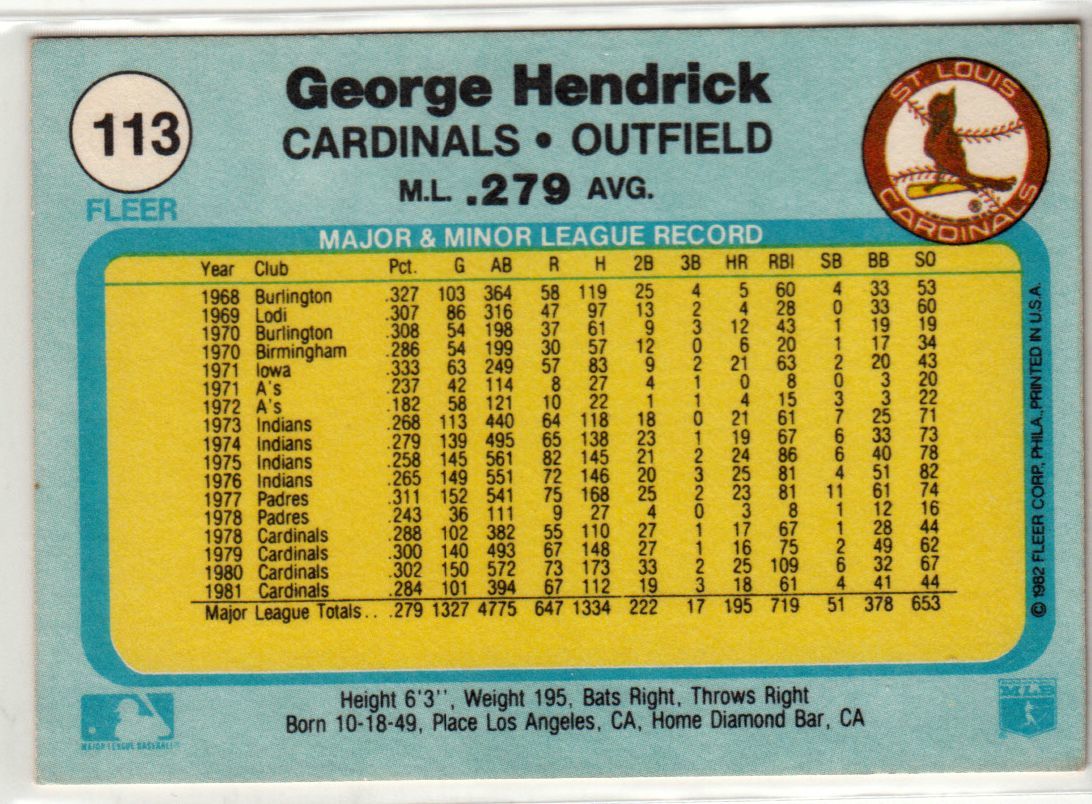 113
FLEER
George Hendrick
CARDINALS • OUTFIELD
M.L. .279 AVG.
ST. LOUIS
CARDINALS
®
MAJOR & MINOR LEAGUE RECORD
Year Club Pct. G AB R H 2B 3B HR RBI SB BB SO
1968 Burlington .327 103 364 58 119 25 4 5 60 4 33 53
1969 Lodi .307 86 316 47 97 13 2 4 28 0 33 60
1970 Burlington .308 54 198 37 61 9 3 12 43 1 19 19
1970 Birmingham .286 54 199 30 57 12 0 6 20 1 17 34
1971 Iowa .333 63 249 57 83 9 2 21 63 2 20 43
1971 A's .237 42 114 8 27 4 1 0 8 0 3 20
1972 A's .182 58 121 10 22 1 1 4 15 3 3 22
1973 Indians .268 113 440 64 118 18 0 21 61 7 25 71
1974 Indians .279 139 495 65 138 23 1 19 67 6 33 73
1975 Indians .258 145 561 82 145 21 2 24 86 6 40 78
1976 Indians .265 149 551 72 146 20 3 25 81 4 51 82
1977 Padres .311 152 541 75 168 25 2 23 81 11 61 74
1978 Padres .243 36 111 9 27 4 0 3 8 1 12 16
1978 Cardinals .288 102 382 55 110 27 1 17 67 1 28 44
1979 Cardinals .300 140 493 67 148 27 1 16 75 2 49 62
1980 Cardinals .302 150 572 73 173 33 2 25 109 6 32 67
1981 Cardinals .284 101 394 67 112 19 3 18 61 4 41 44
Major League Totals . . .279 1327 4775 647 1334 222 17 195 719 51 378 653
© 1982 FLEER CORP., PHILA., PRINTED IN U.S.A.
Height 6'3'', Weight 195, Bats Right, Throws Right
Born 10-18-49, Place Los Angeles, CA, Home Diamond Bar, CA
MAJOR LEAGUE BASEBALL
MLB